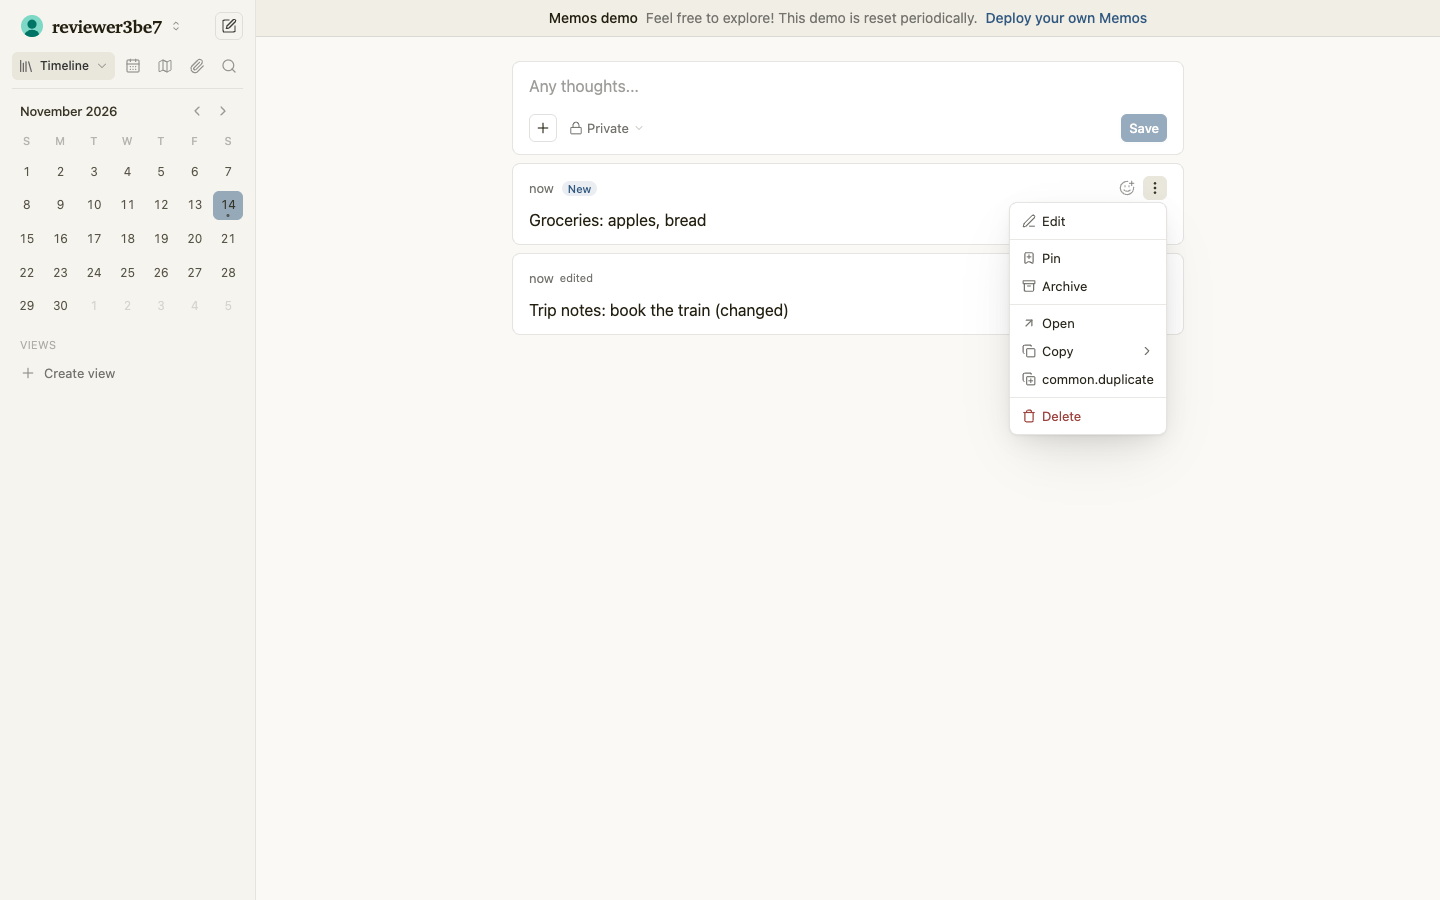 Memos demo Feel free to explore! This demo is reset periodically. Deploy your own Memos
reviewer3be7
Timeline
November 2026
S M T W T F S
1 2 3 4 5 6 7
8 9 10 11 12 13 14
15 16 17 18 19 20 21
22 23 24 25 26 27 28
29 30 1 2 3 4 5
VIEWS
Create view
Any thoughts...
Private
Save
now New
Groceries: apples, bread
now edited
Trip notes: book the train (changed)
Edit
Pin
Archive
Open
Copy
common.duplicate
Delete